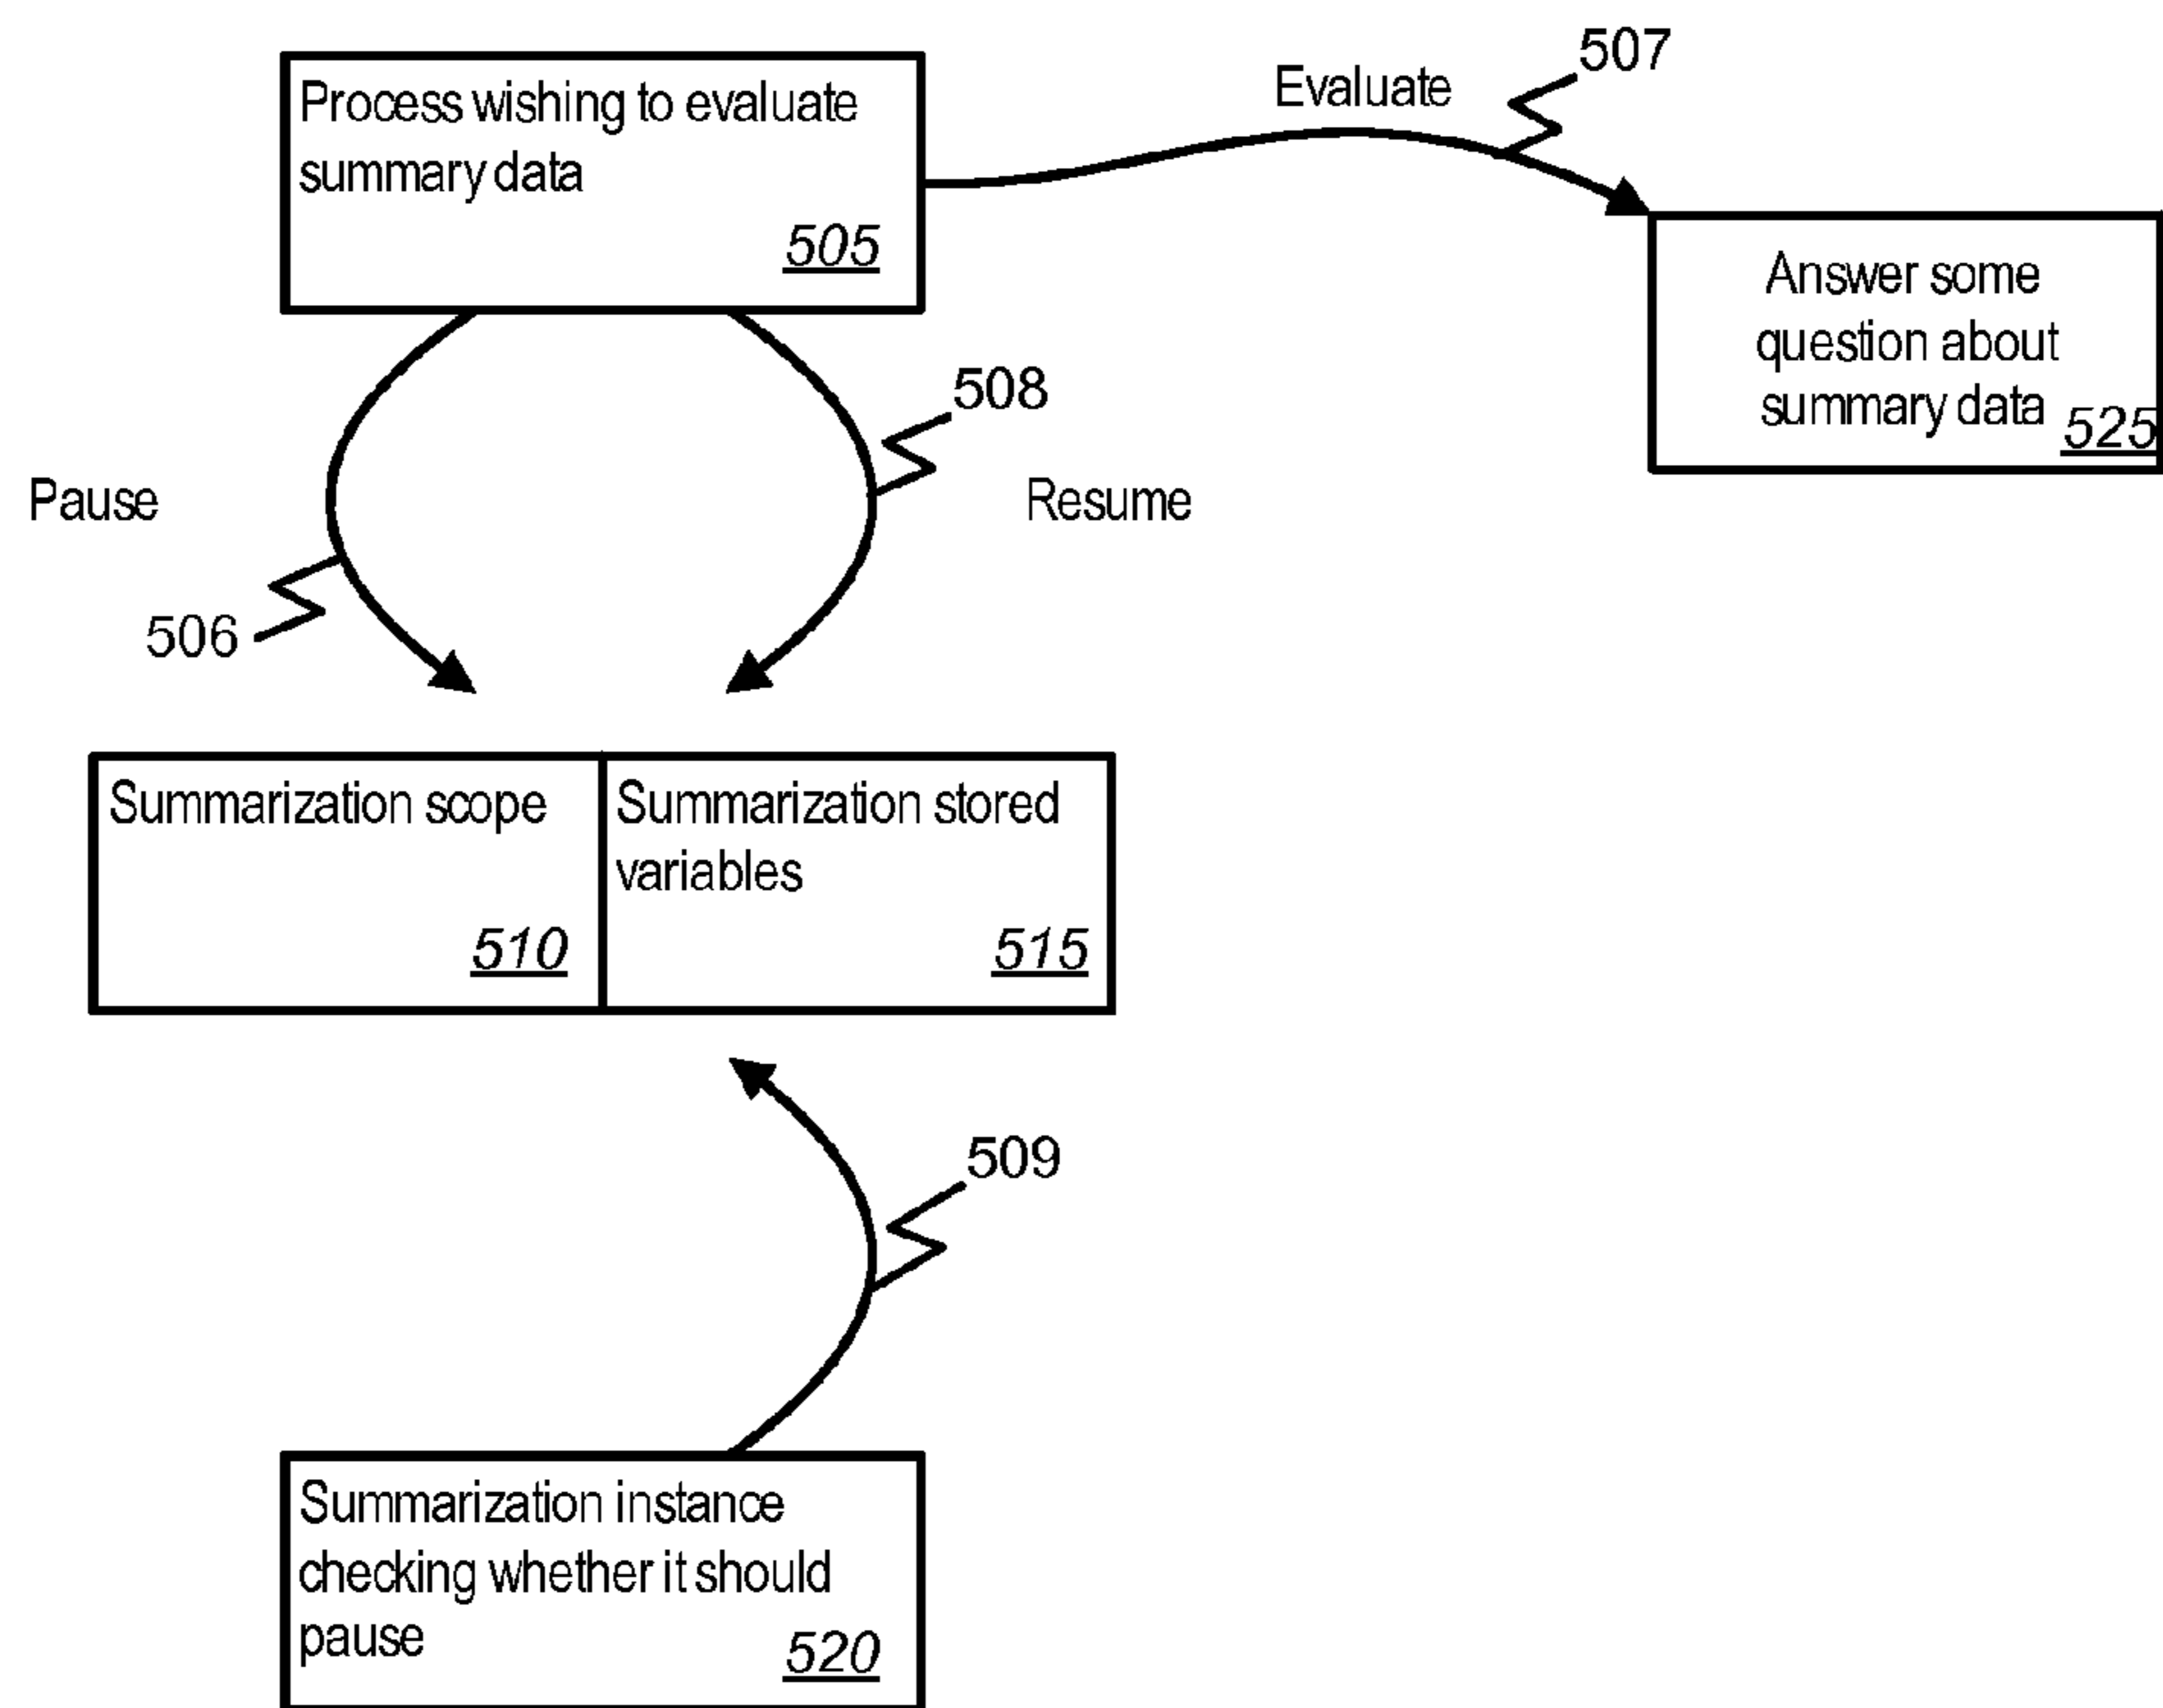 507
Evaluate
Process wishing to evaluate
summary data
505
Answer some
question about
summary data
525
508
Pause
Resume
506
Summarization scope
510
Summarization stored
variables
515
509
Summarization instance
checking whether it should
pause
520